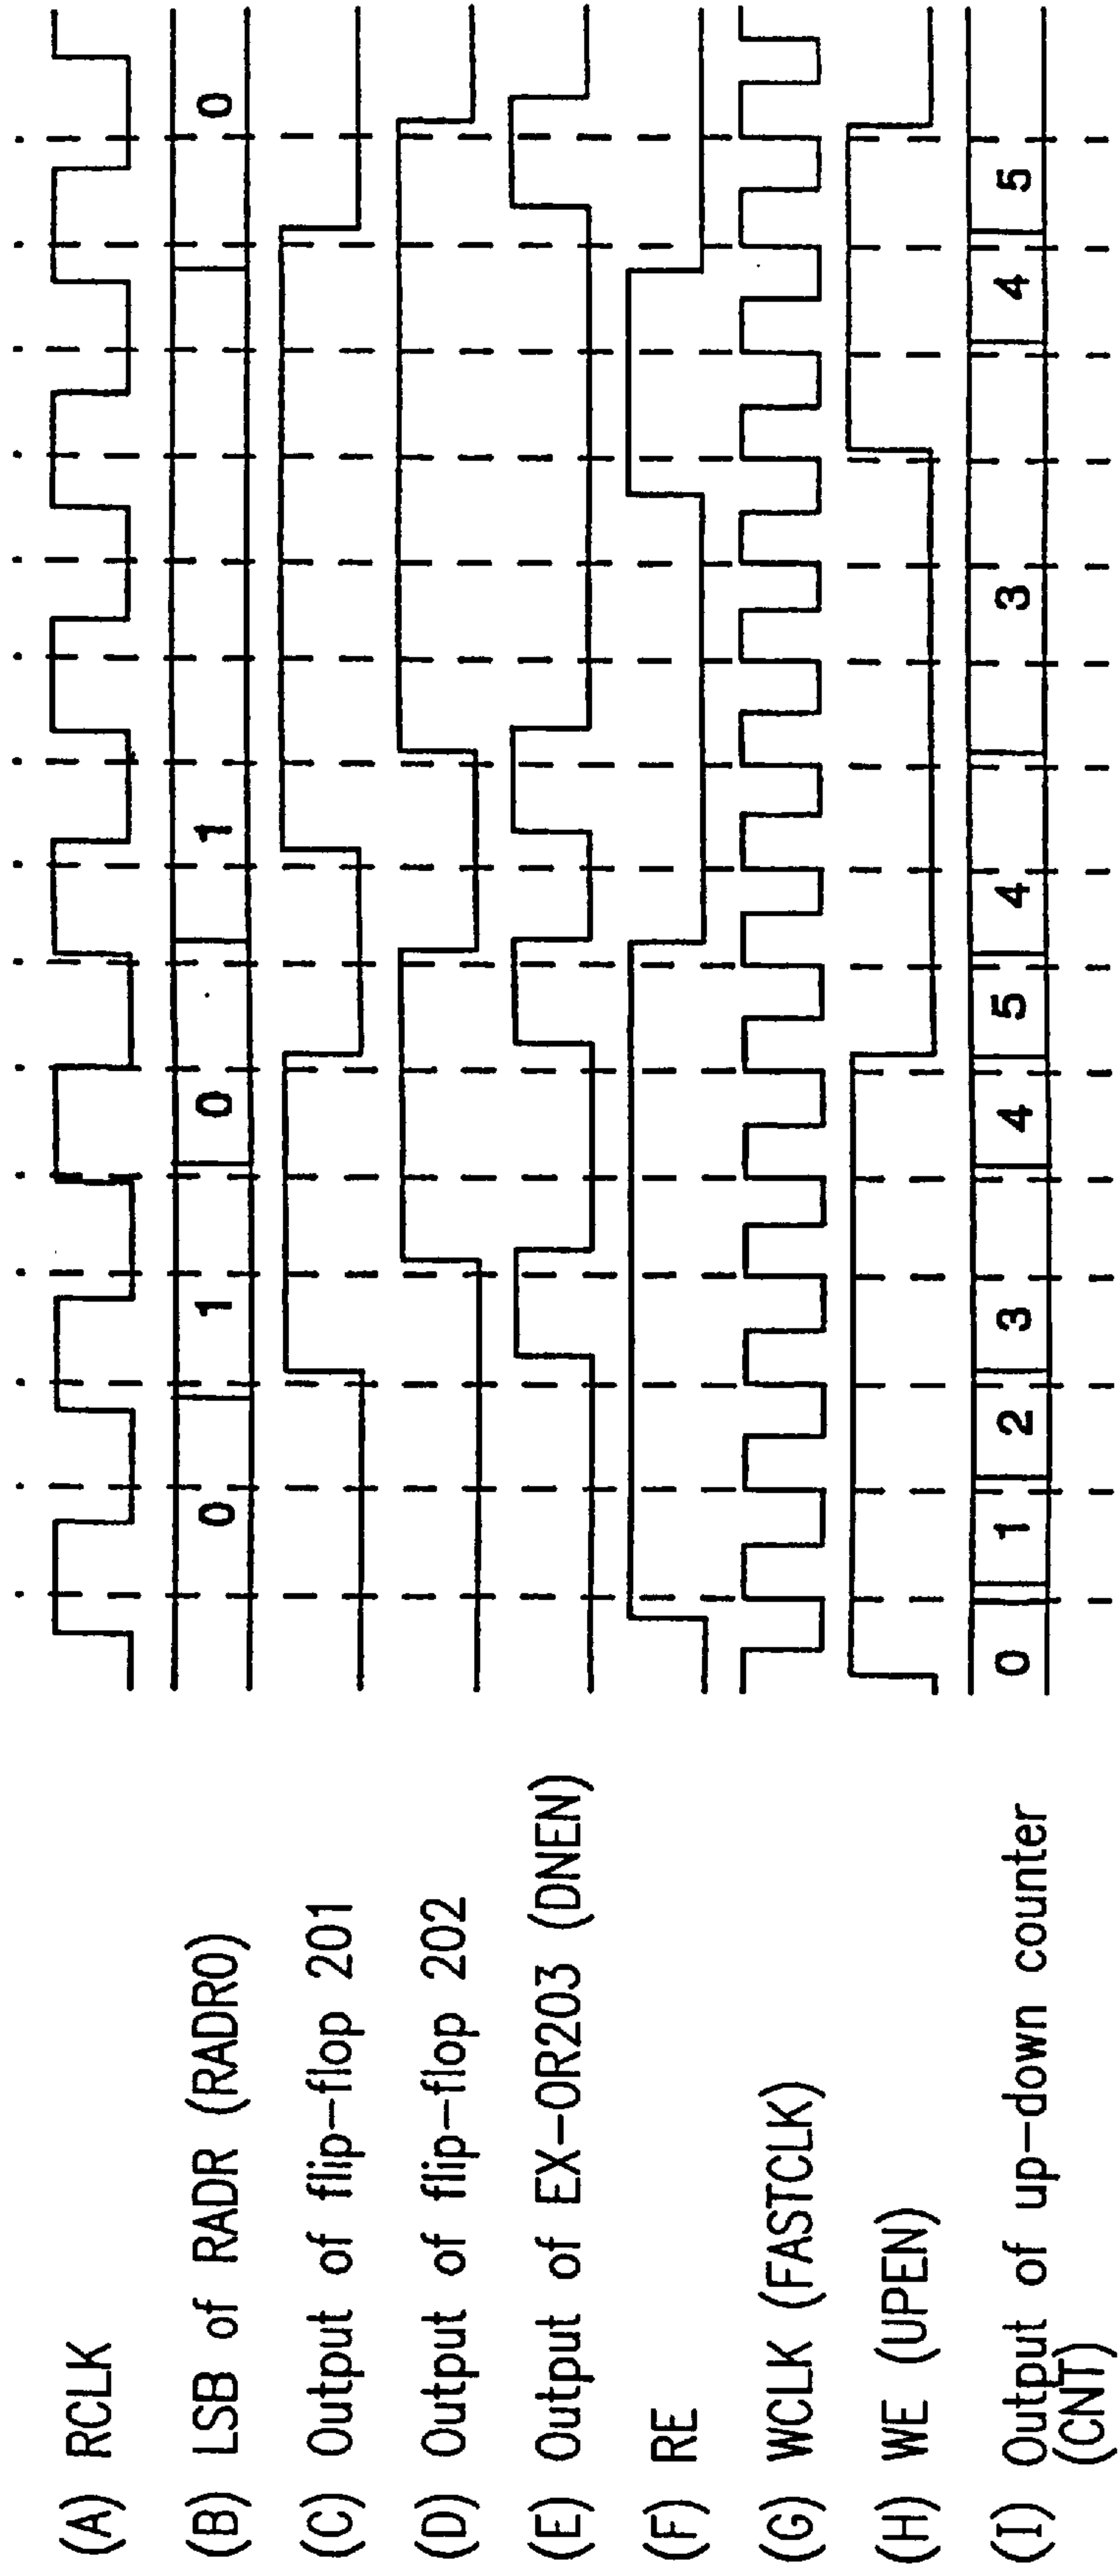 (A) RCLK
(B) LSB of RADR (RADR0) 0 1 0 1 0
(C) Output of flip-flop 201
(D) Output of flip-flop 202
(E) Output of EX-OR203 (DNEN)
(F) RE
(G) WCLK (FASTCLK)
(H) WE (UPEN)
(I) Output of up-down counter 0 1 2 3 4 5 4 3 4 5
(CNT)